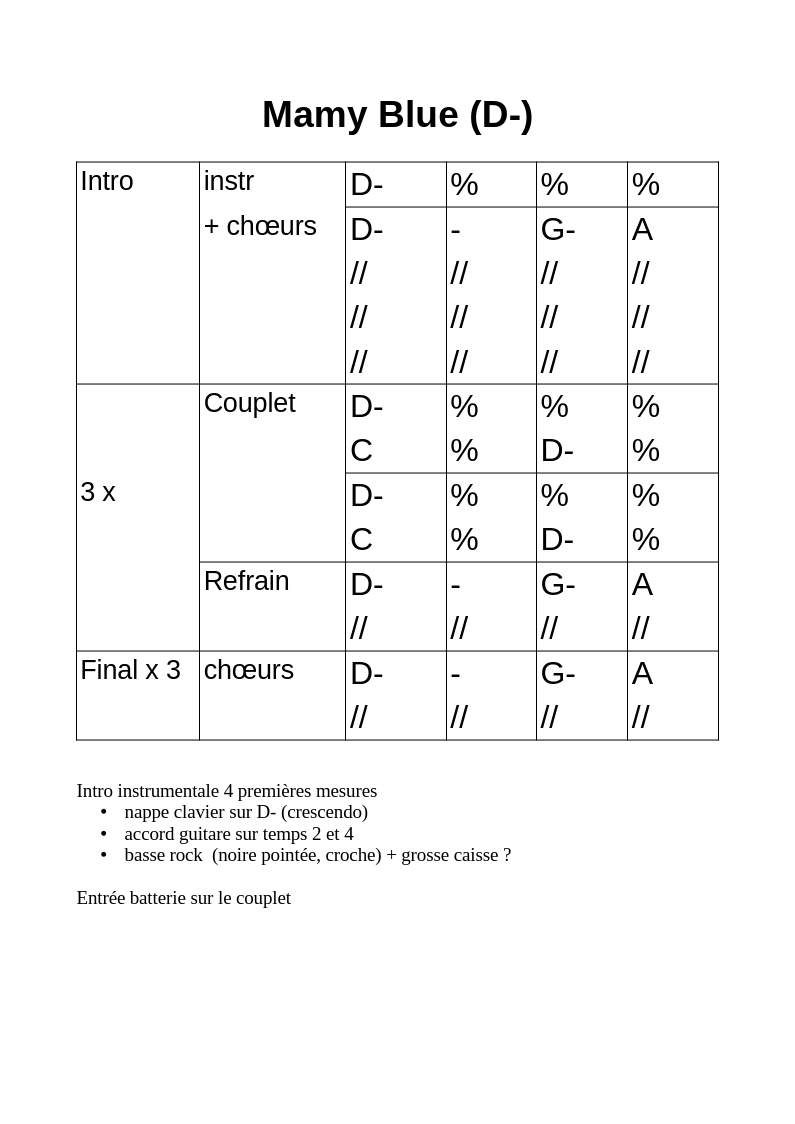 Mamy Blue (D-)
Intro instr D- % % %
+ chœurs D- - G- A
// // // //
// // // //
// // // //
Couplet D- % % %
C % D- %
3 x D- % % %
C % D- %
Refrain D- - G- A
// // // //
Final x 3 chœurs D- - G- A
// // // //
Intro instrumentale 4 premières mesures
• nappe clavier sur D- (crescendo)
• accord guitare sur temps 2 et 4
• basse rock  (noire pointée, croche) + grosse caisse ?
Entrée batterie sur le couplet